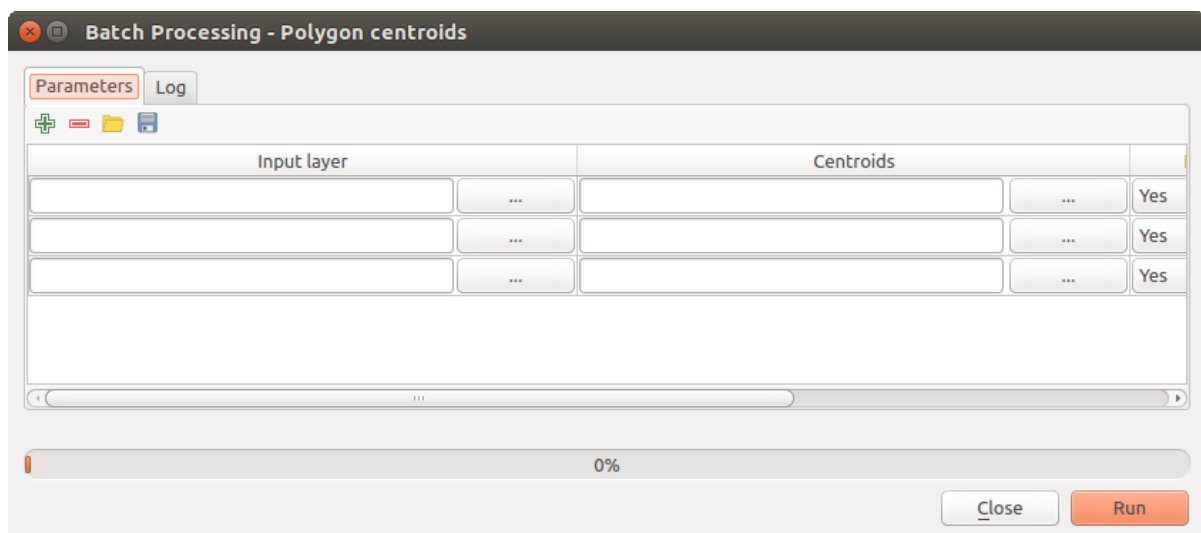 Batch Processing - Polygon centroids
Parameters Log
Input layer Centroids
... ... Yes
... ... Yes
... ... Yes
0%
Close Run